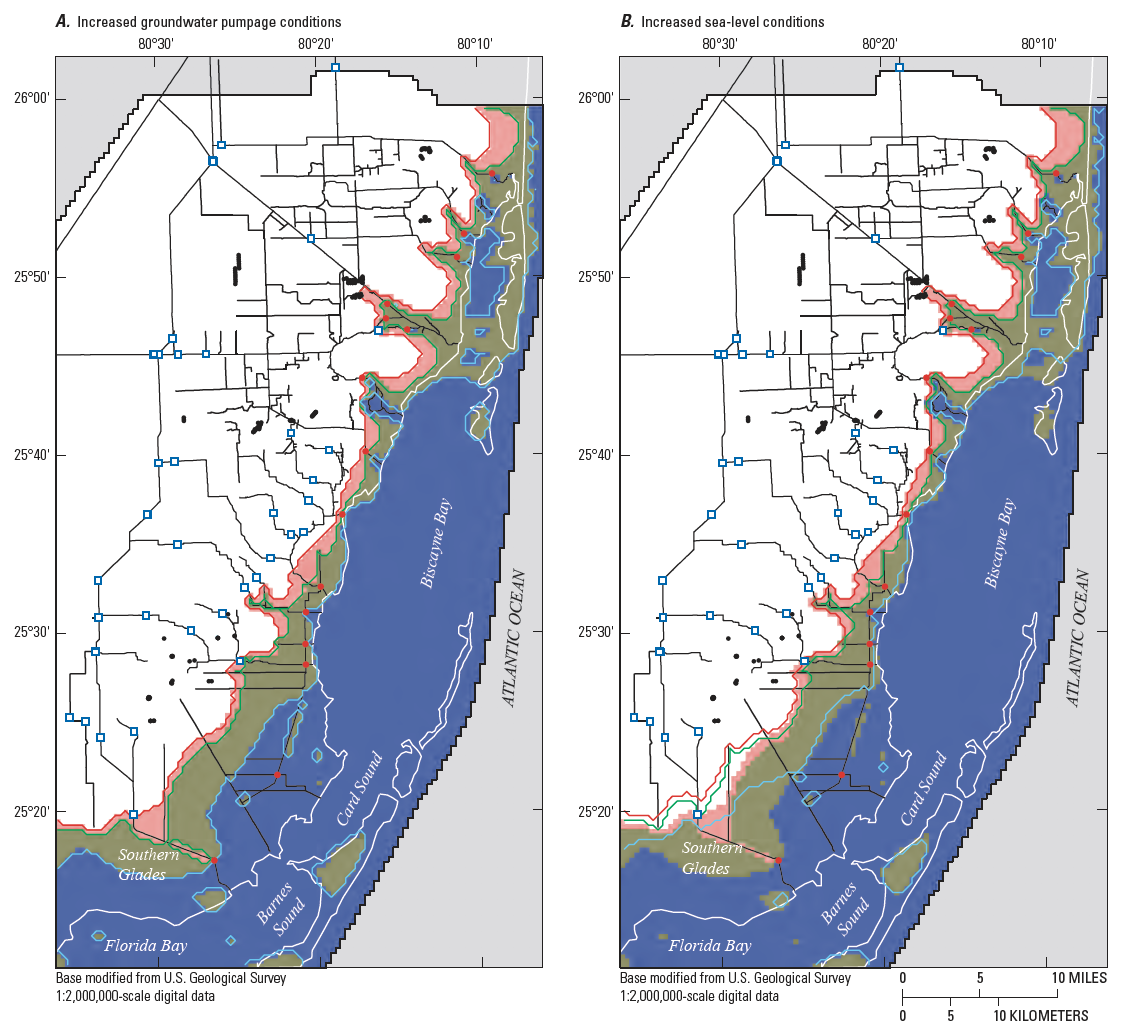 A. Increased groundwater pumpage conditions
80°30' 80°20' 80°10'
26°00'
25°50'
25°40'
25°30'
25°20'
Biscayne Bay
ATLANTIC OCEAN
Card Sound
Southern
Glades
Barnes
Sound
Florida Bay
Base modified from U.S. Geological Survey
1:2,000,000-scale digital data
B. Increased sea-level conditions
80°30' 80°20' 80°10'
26°00'
25°50'
25°40'
25°30'
25°20'
Biscayne Bay
ATLANTIC OCEAN
Card Sound
Southern
Glades
Barnes
Sound
Florida Bay
Base modified from U.S. Geological Survey
1:2,000,000-scale digital data
0 5 10 MILES
0 5 10 KILOMETERS